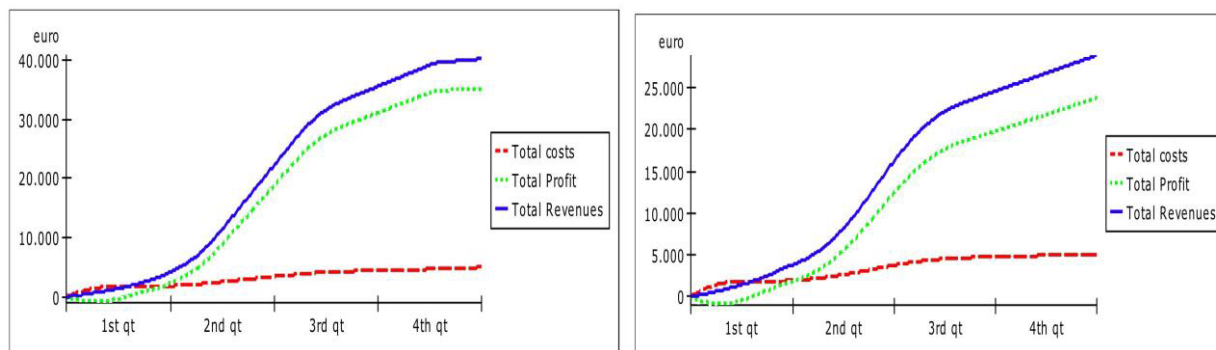 euro
40.000
30.000
20.000
10.000
0
1st qt 2nd qt 3rd qt 4th qt
Total costs
Total Profit
Total Revenues
euro
25.000
20.000
15.000
10.000
5.000
0
1st qt 2nd qt 3rd qt 4th qt
Total costs
Total Profit
Total Revenues